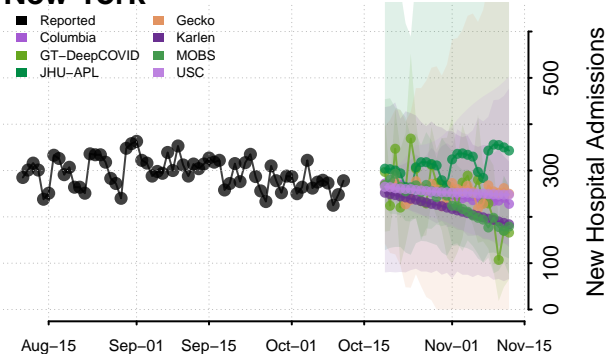 New York
Reported
Columbia
GT−DeepCOVID
JHU−APL
Gecko
Karlen
MOBS
USC
New Hospital Admissions
500
300
100
0
Aug−15
Sep−01
Sep−15
Oct−01
Oct−15
Nov−01
Nov−15